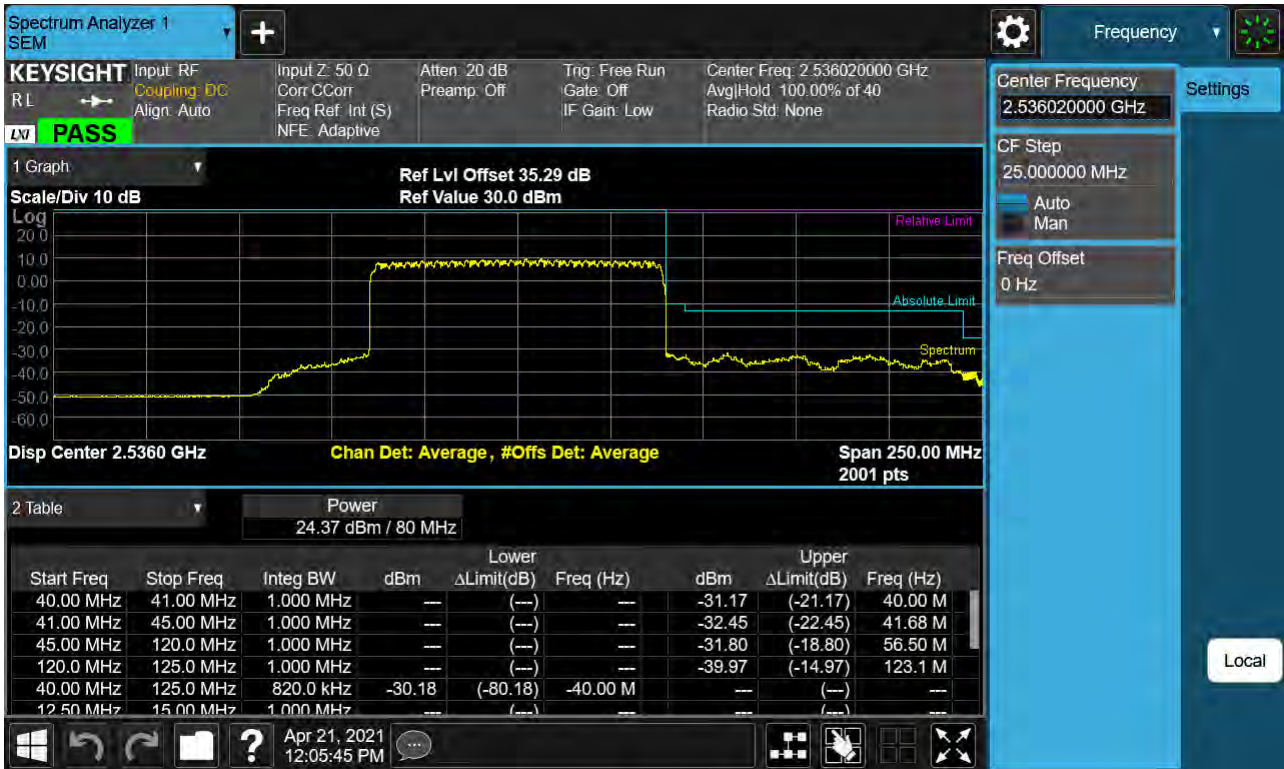 Spectrum Analyzer 1
SEM
Frequency
KEYSIGHT
R L
LXI
PASS
Input: RF
Coupling: DC
Align: Auto
Input Z: 50 Ω
Corr CCorr
Freq Ref: Int (S)
NFE: Adaptive
Atten: 20 dB
Preamp: Off
Trig: Free Run
Gate: Off
IF Gain: Low
Center Freq: 2.536020000 GHz
Avg|Hold: 100.00% of 40
Radio Std: None
Center Frequency
2.536020000 GHz
Settings
CF Step
25.000000 MHz
Auto
Man
Freq Offset
0 Hz
1 Graph
Ref Lvl Offset 35.29 dB
Scale/Div 10 dB
Ref Value 30.0 dBm
Log
20.0
10.0
0.00
-10.0
-20.0
-30.0
-40.0
-50.0
-60.0
Relative Limit
Absolute Limit
Spectrum
Disp Center 2.5360 GHz
Chan Det: Average, #Offs Det: Average
Span 250.00 MHz
2001 pts
2 Table
Power
24.37 dBm / 80 MHz
Lower Upper
Start Freq Stop Freq Integ BW dBm ΔLimit(dB) Freq (Hz) dBm ΔLimit(dB) Freq (Hz)
40.00 MHz 41.00 MHz 1.000 MHz --- (---) --- -31.17 (-21.17) 40.00 M
41.00 MHz 45.00 MHz 1.000 MHz --- (---) --- -32.45 (-22.45) 41.68 M
45.00 MHz 120.0 MHz 1.000 MHz --- (---) --- -31.80 (-18.80) 56.50 M
120.0 MHz 125.0 MHz 1.000 MHz --- (---) --- -39.97 (-14.97) 123.1 M
40.00 MHz 125.0 MHz 820.0 kHz -30.18 (-80.18) -40.00 M --- (---) ---
12.50 MHz 15.00 MHz 1.000 MHz --- (---) --- --- (---) ---
Local
?
Apr 21, 2021
12:05:45 PM